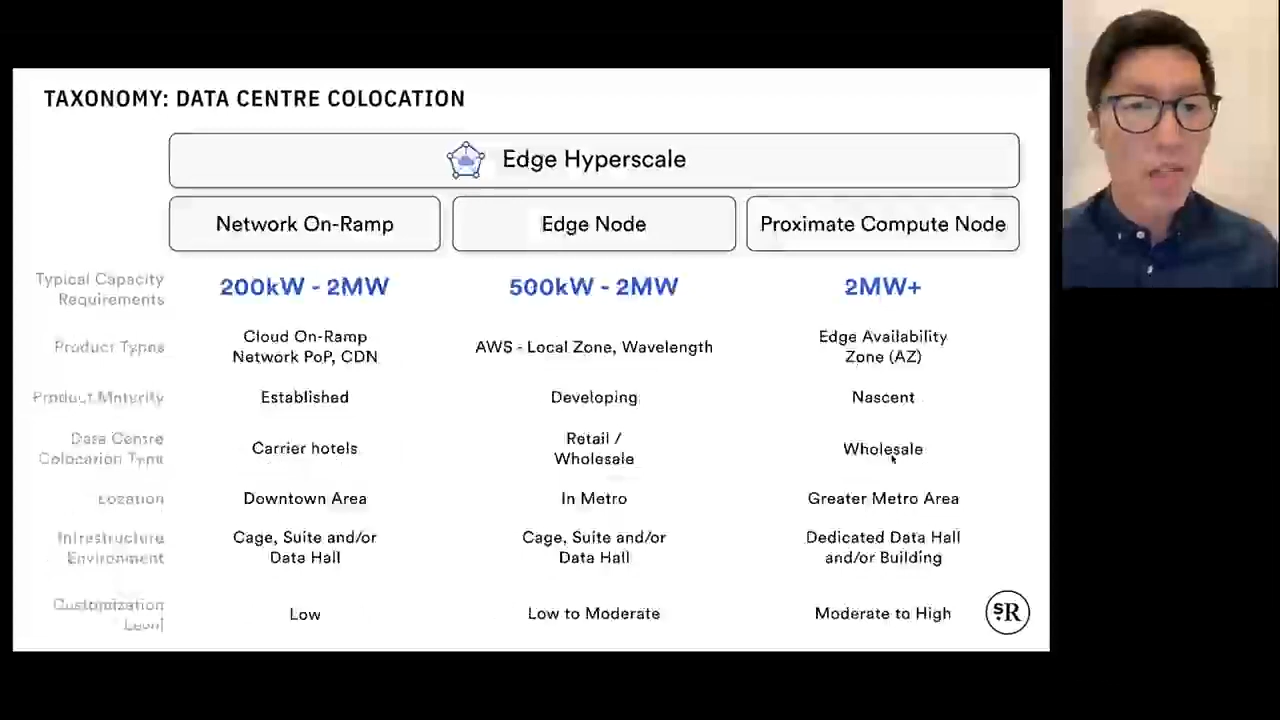 TAXONOMY: DATA CENTRE COLOCATION
Edge Hyperscale
Network On-Ramp
Edge Node
Proximate Compute Node
Typical Capacity
Requirements
200kW - 2MW
500kW - 2MW
2MW+
Product Types
Cloud On-Ramp
Network PoP, CDN
AWS - Local Zone, Wavelength
Edge Availability
Zone (AZ)
Product Maturity
Established
Developing
Nascent
Data Centre
Colocation Type
Carrier hotels
Retail /
Wholesale
Wholesale
Location
Downtown Area
In Metro
Greater Metro Area
Infrastructure
Environment
Cage, Suite and/or
Data Hall
Cage, Suite and/or
Data Hall
Dedicated Data Hall
and/or Building
Customization
Level
Low
Low to Moderate
Moderate to High
SR